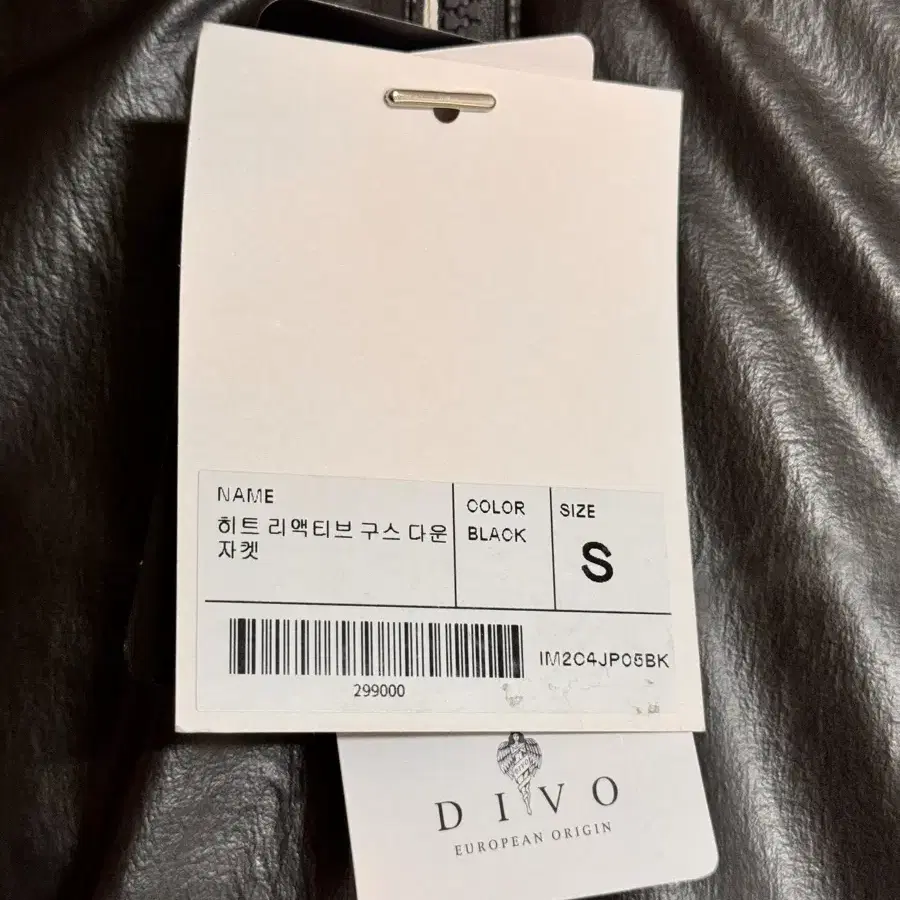 NAME
히트 리액티브 구스 다운
자켓
COLOR
BLACK
SIZE
S
IM2C4JP05BK
299000
DIVO
DIVO
EUROPEAN ORIGIN